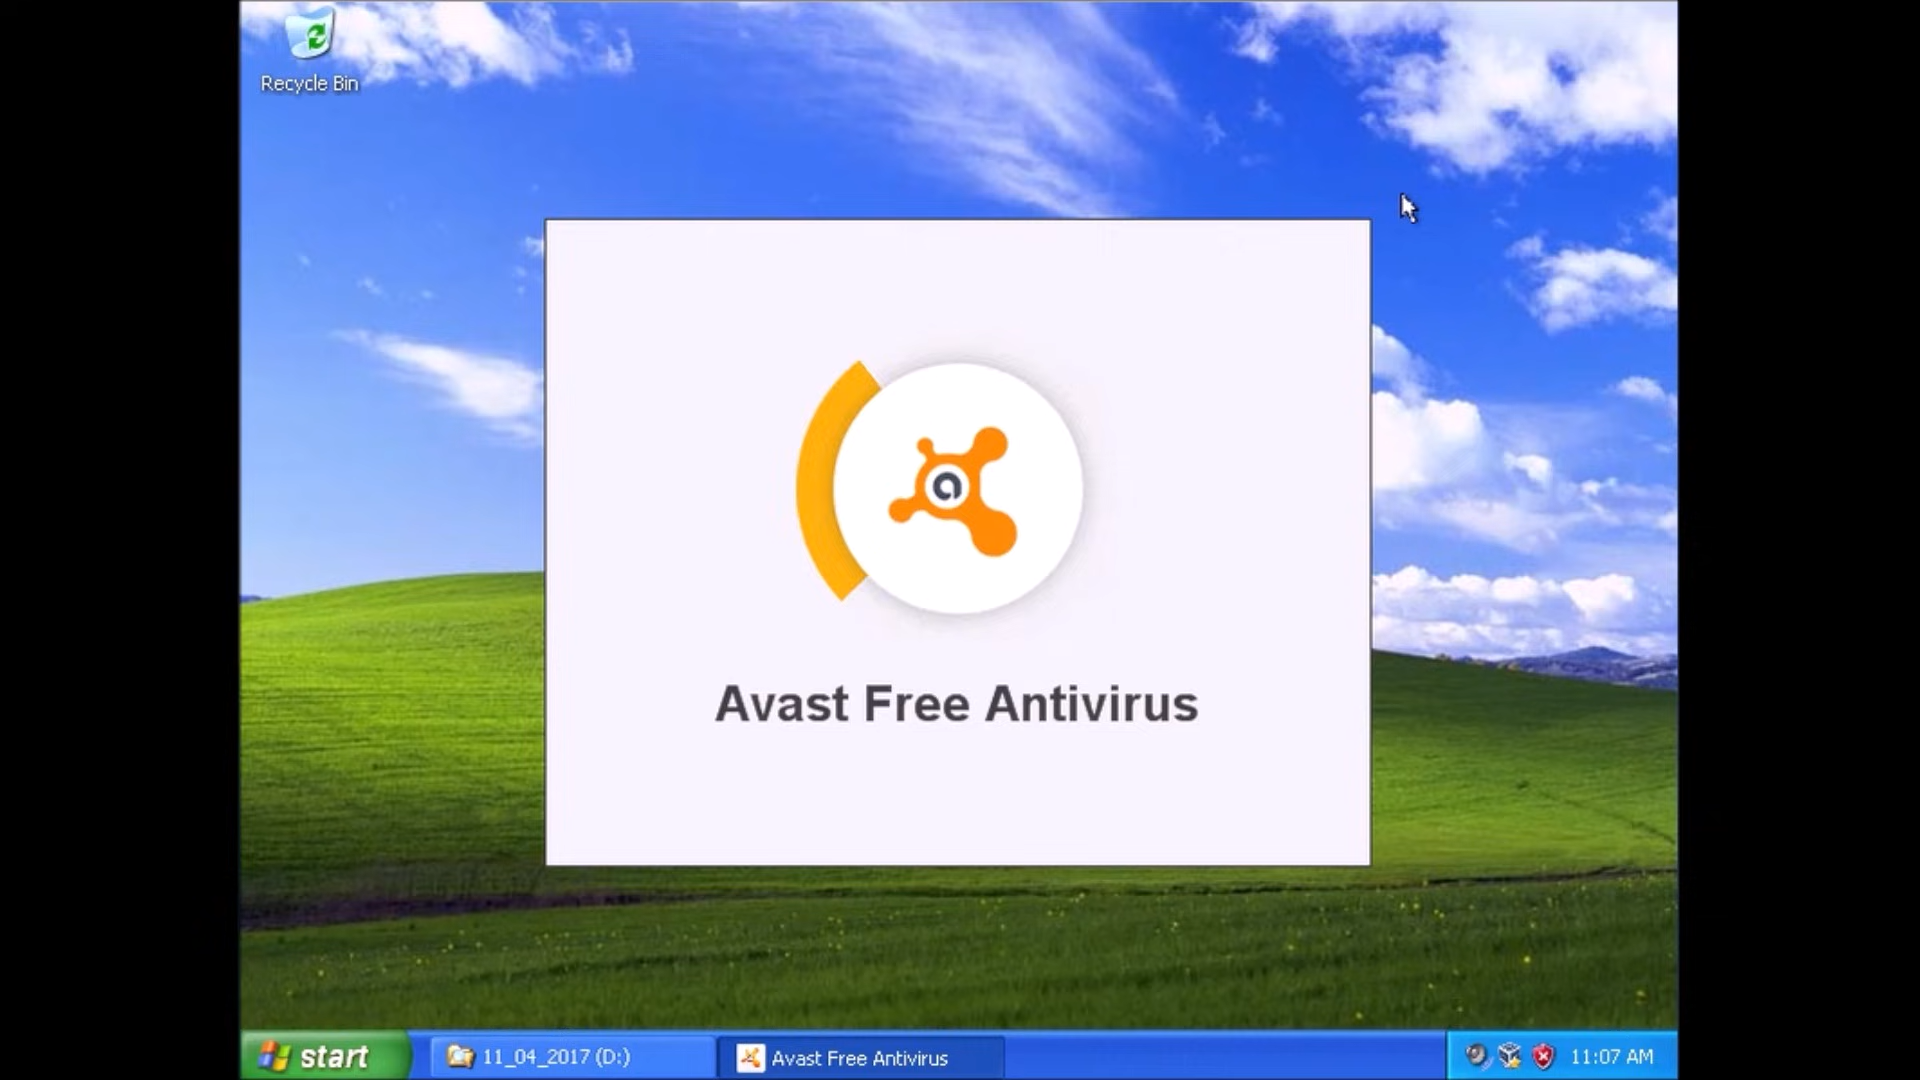 Recycle Bin
a
Avast Free Antivirus
start
11_04_2017 (D:)
Avast Free Antivirus
11:07 AM